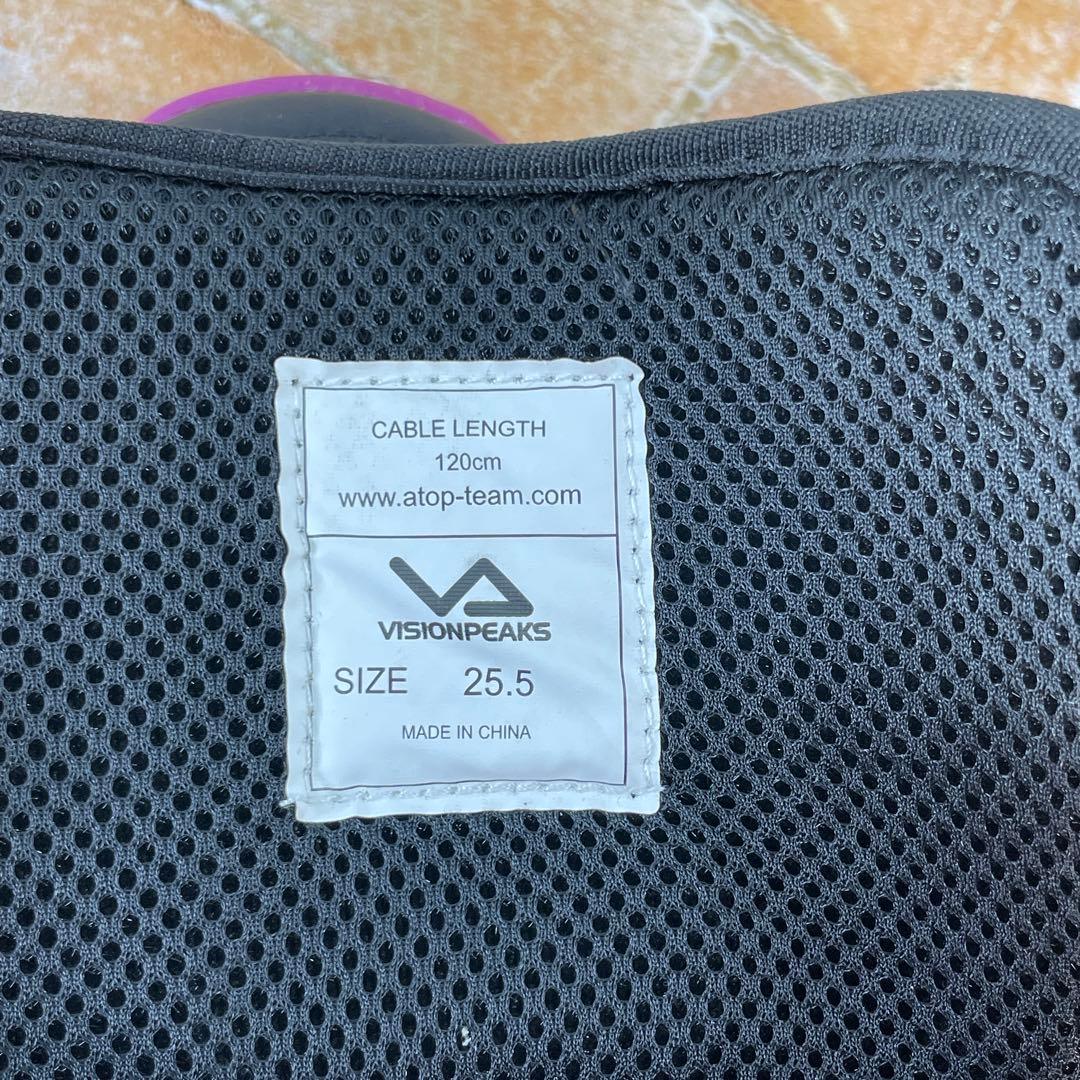 CABLE LENGTH
120cm
www.atop-team.com
VISIONPEAKS
SIZE 25.5
MADE IN CHINA